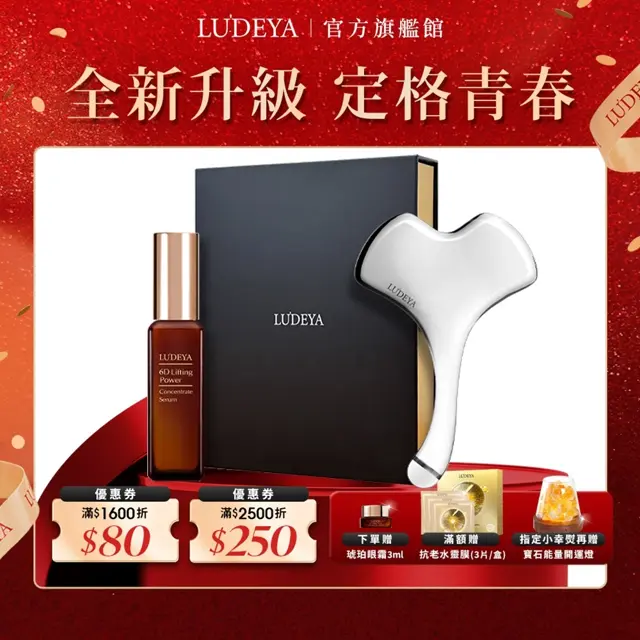 LUDEYA | 官方旗艦館
全新升級 定格青春
LUDEYA
LUDEYA
LUDEYA
LUDEYA
6D Lifting
Power
Concentrate
Serum
優惠券
滿$1600折
$80
優惠券
滿$2500折
$250
下單贈
琥珀眼霜3ml
LUDEYA
滿額贈
抗老水靈膜(3片/盒)
指定小幸熨再贈
寶石能量開運燈